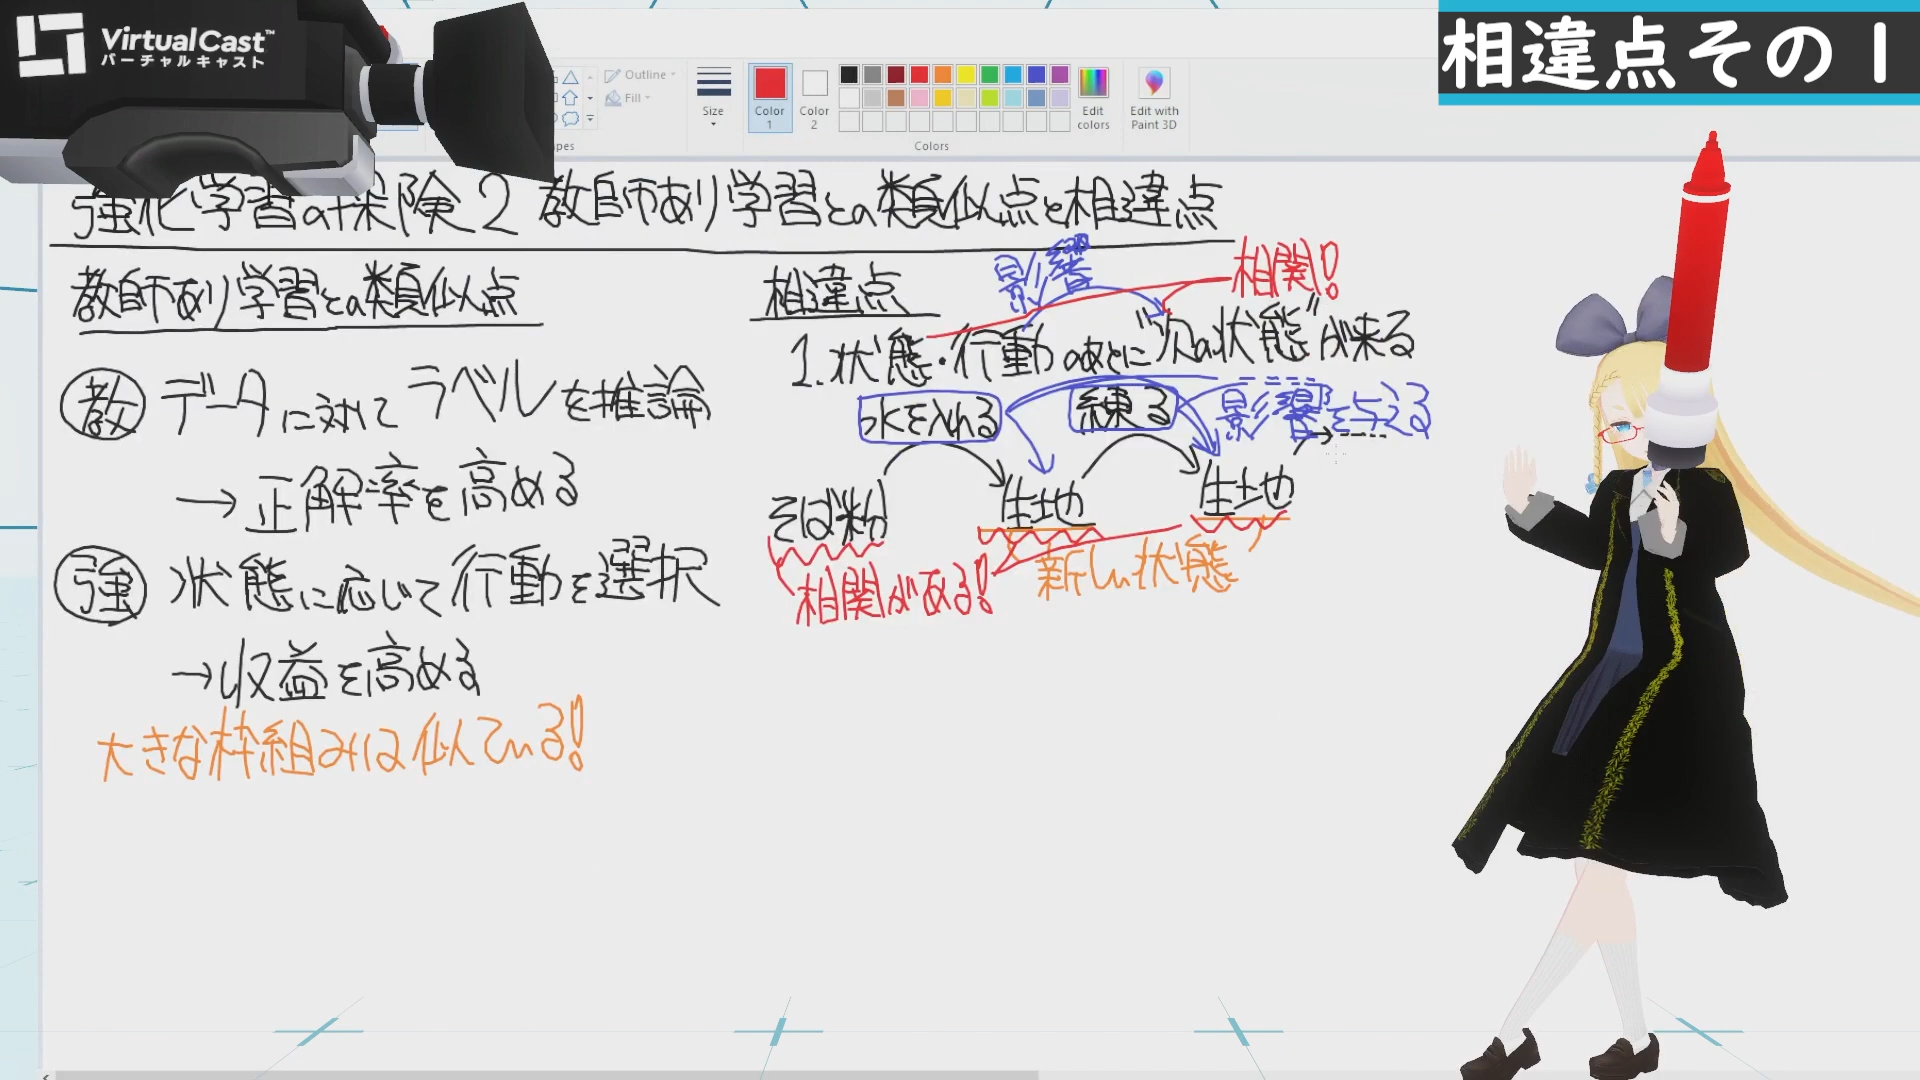 VirtualCast™
バーチャルキャスト
相違点その１
Outline
Fill
Size
Color 1
Color 2
Edit colors
Edit with Paint 3D
pes
Colors
強化学習の探険2 教師あり学習との類似点と相違点
教師あり学習との類似点
教 データに対してラベルを推論
→正解率を高める
強 状態に応じて行動を選択
→収益を高める
大きな枠組みは似ている!
相違点
影響
相関!
1.状態・行動のあとに"次の状態"が来る
水を入れる
練る
影響を与える
そば粉
生地
生地
相関がある!
新しい状態